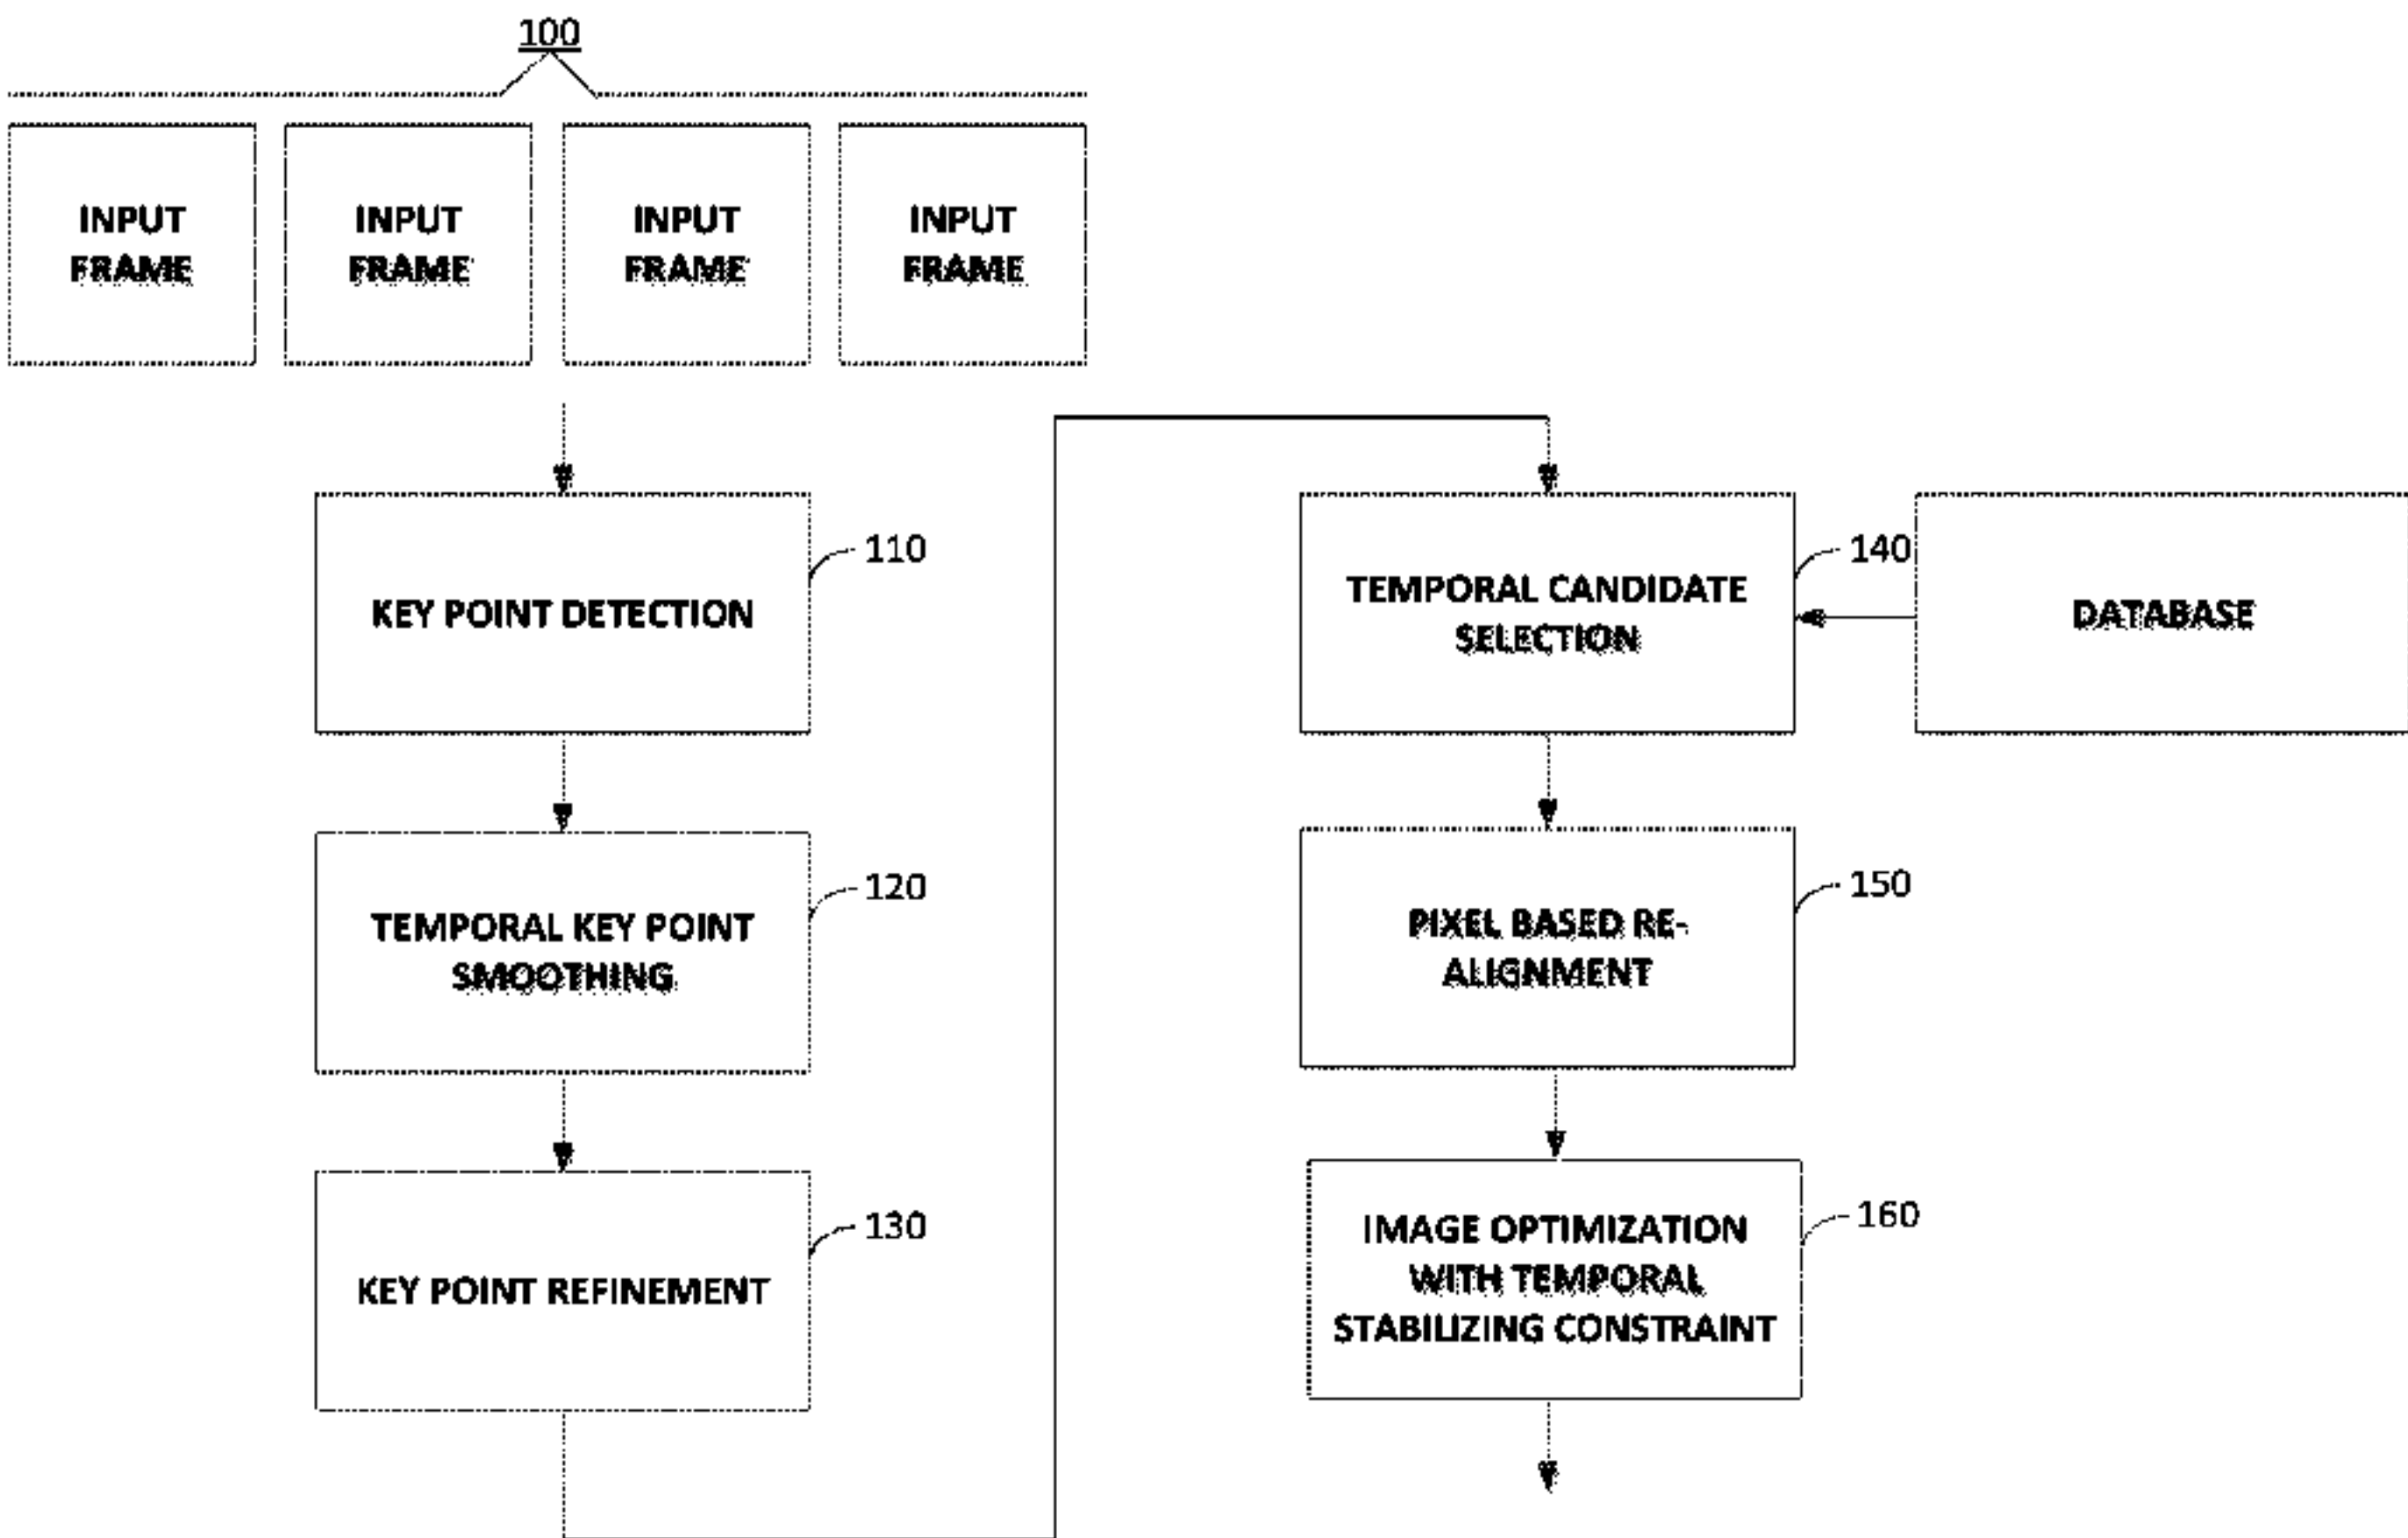 100
INPUT
FRAME
INPUT
FRAME
INPUT
FRAME
INPUT
FRAME
KEY POINT DETECTION
110
TEMPORAL KEY POINT
SMOOTHING
120
KEY POINT REFINEMENT
130
TEMPORAL CANDIDATE
SELECTION
140
DATABASE
PIXEL BASED RE-
ALIGNMENT
150
IMAGE OPTIMIZATION
WITH TEMPORAL
STABILIZING CONSTRAINT
160